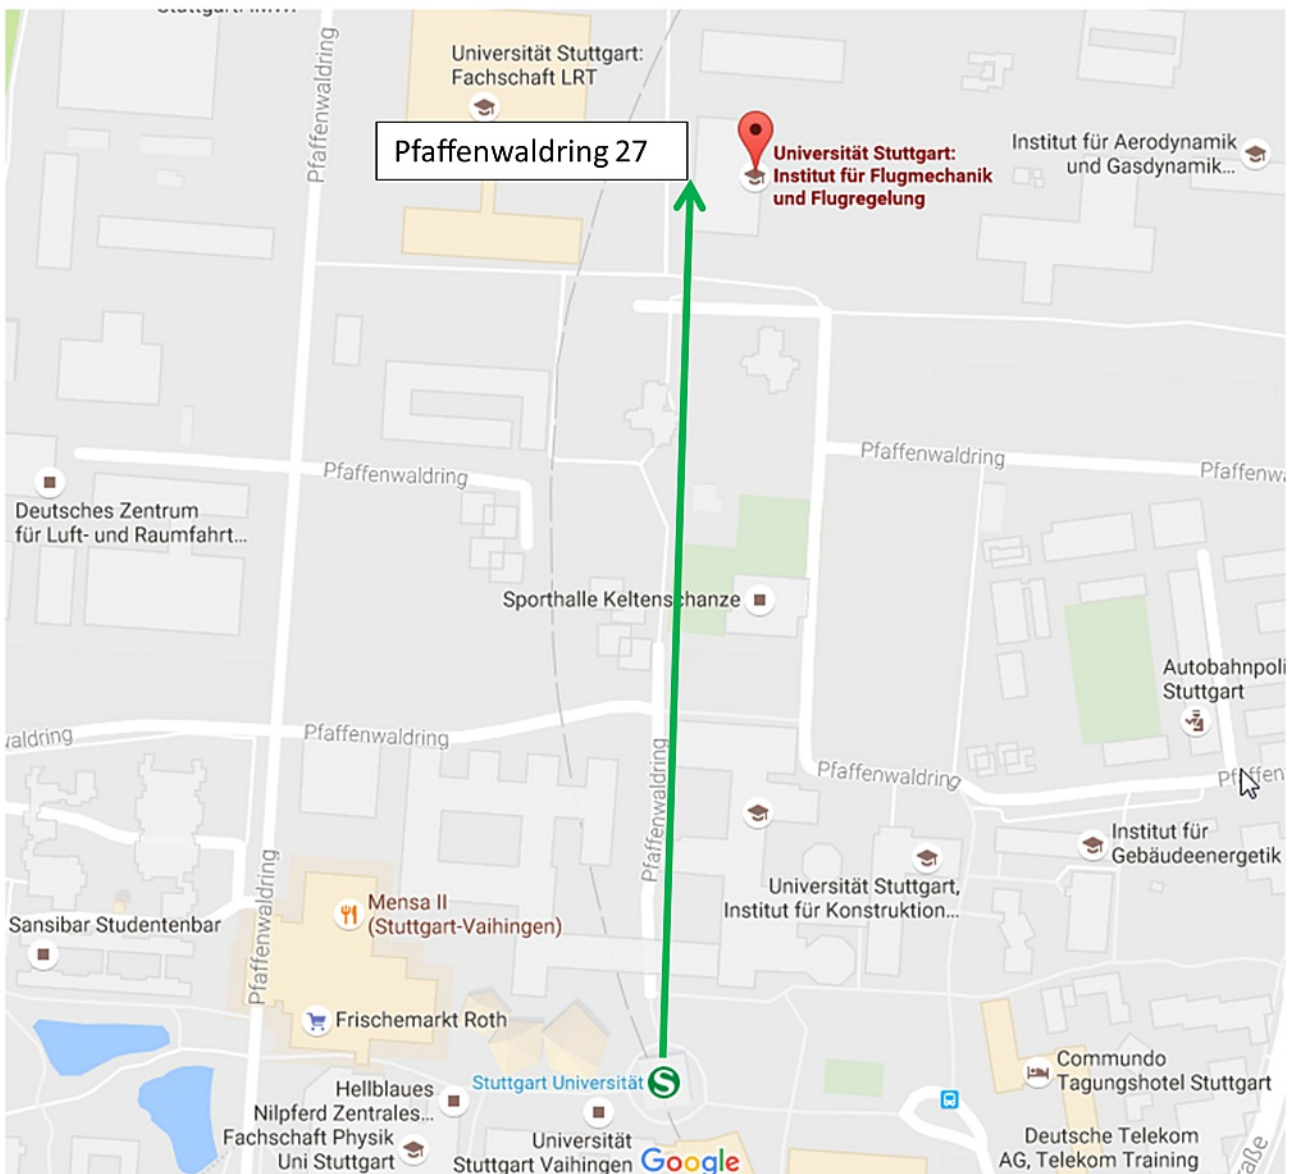 Universität Stuttgart:
Fachschaft LRT
Pfaffenwaldring
Pfaffenwaldring 27
Universität Stuttgart:
Institut für Flugmechanik
und Flugregelung
Institut für Aerodynamik
und Gasdynamik...
Pfaffenwaldring
Pfaffenwaldring
Deutsches Zentrum
für Luft- und Raumfahrt...
Sporthalle Keltenschanze
Autobahnpoli
Stuttgart
waldring
Pfaffenwaldring
Pfaffenwaldring
Pfaffenwaldring
Institut für
Gebäudeenergetik
Universität Stuttgart,
Institut für Konstruktion...
Mensa II
(Stuttgart-Vaihingen)
Sansibar Studentenbar
Pfaffenwaldring
Frischemarkt Roth
Stuttgart Universität
S
Commundo
Tagungshotel Stuttgart
Hellblaues
Nilpferd Zentrales...
Fachschaft Physik
Uni Stuttgart
Universität
Stuttgart Vaihingen
Google
Deutsche Telekom
AG, Telekom Training
aße